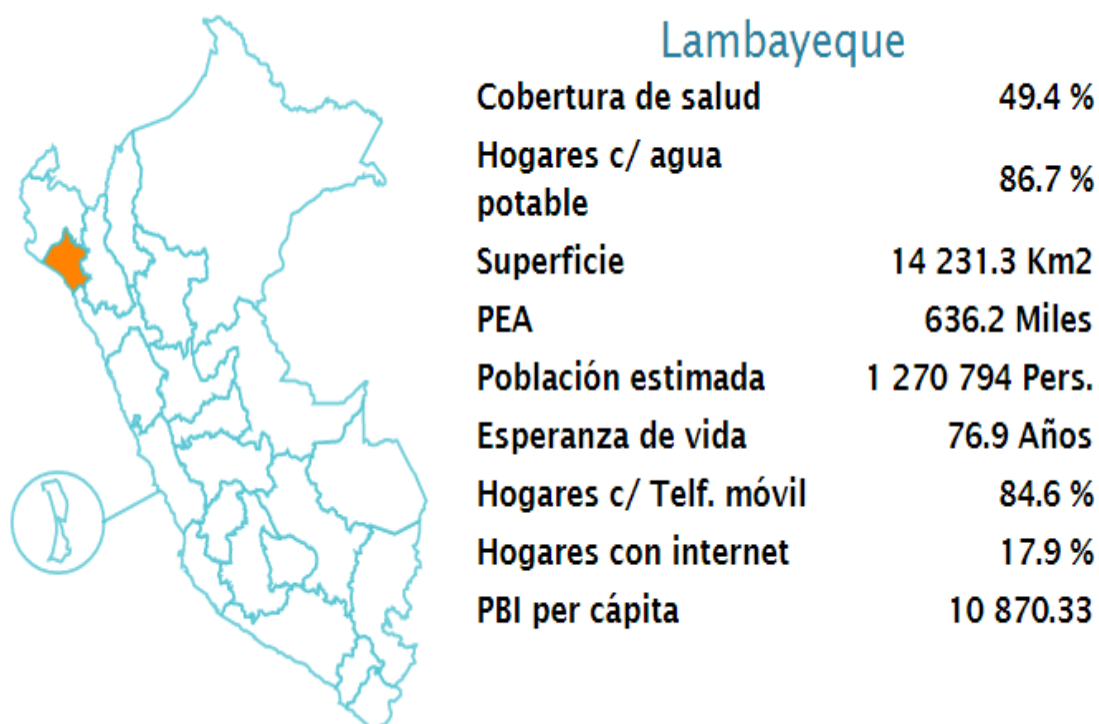 Lambayeque
Cobertura de salud 49.4 %
Hogares c/ agua
potable 86.7 %
Superficie 14 231.3 Km2
PEA 636.2 Miles
Población estimada 1 270 794 Pers.
Esperanza de vida 76.9 Años
Hogares c/ Telf. móvil 84.6 %
Hogares con internet 17.9 %
PBI per cápita 10 870.33